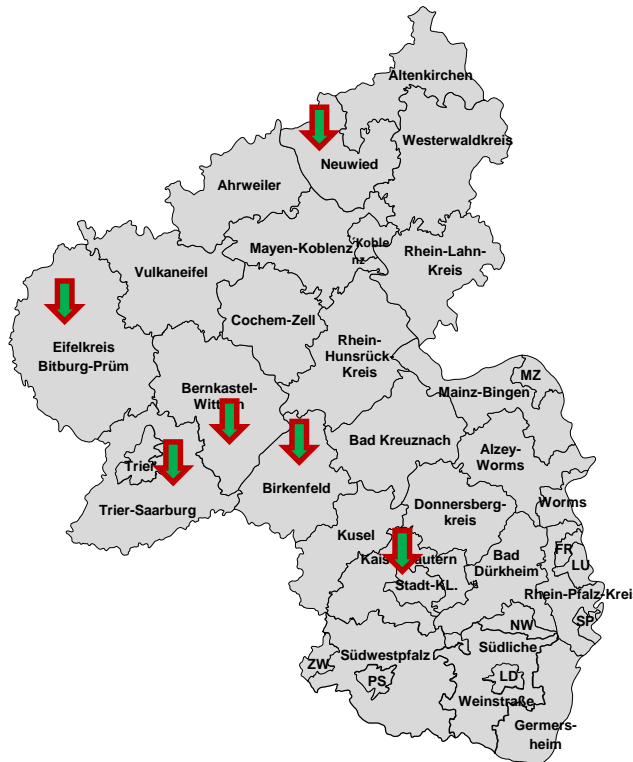 Altenkirchen
Westerwaldkreis
Neuwied
Ahrweiler
Mayen-Koblenz
Koble
nz
Rhein-Lahn-
Kreis
Vulkaneifel
Cochem-Zell
Eifelkreis
Bitburg-Prüm
Rhein-
Hunsrück-
Kreis
MZ
Mainz-Bingen
Bernkastel-
Bad Kreuznach
Alzey-
Worms
Trier
Birkenfeld
Trier-Saarburg
Donnersberg-
kreis
Worms
Kusel
FR
LU
Bad
Dürkheim
Stadt-KL.
Rhein-Pfalz-Krei
SP
NW
Südliche
Südwestpfalz
ZW
PS
LD
Weinstraße
Germers-
heim